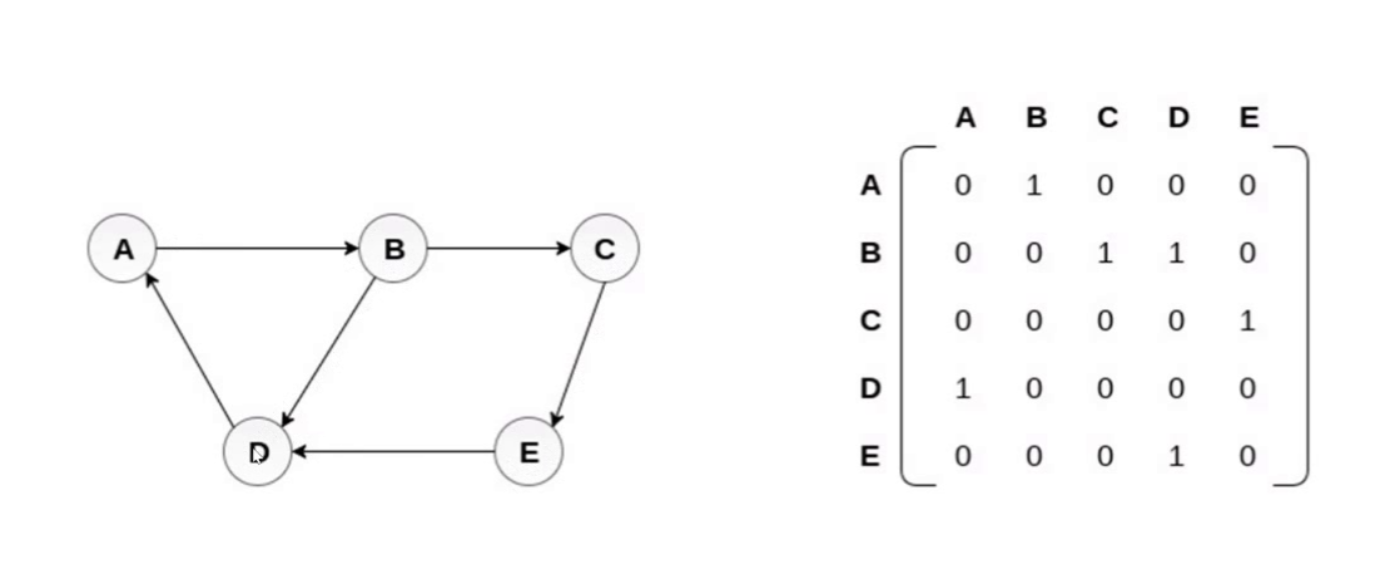 A B C
D E
A B C D E
A 0 1 0 0 0
B 0 0 1 1 0
C 0 0 0 0 1
D 1 0 0 0 0
E 0 0 0 1 0